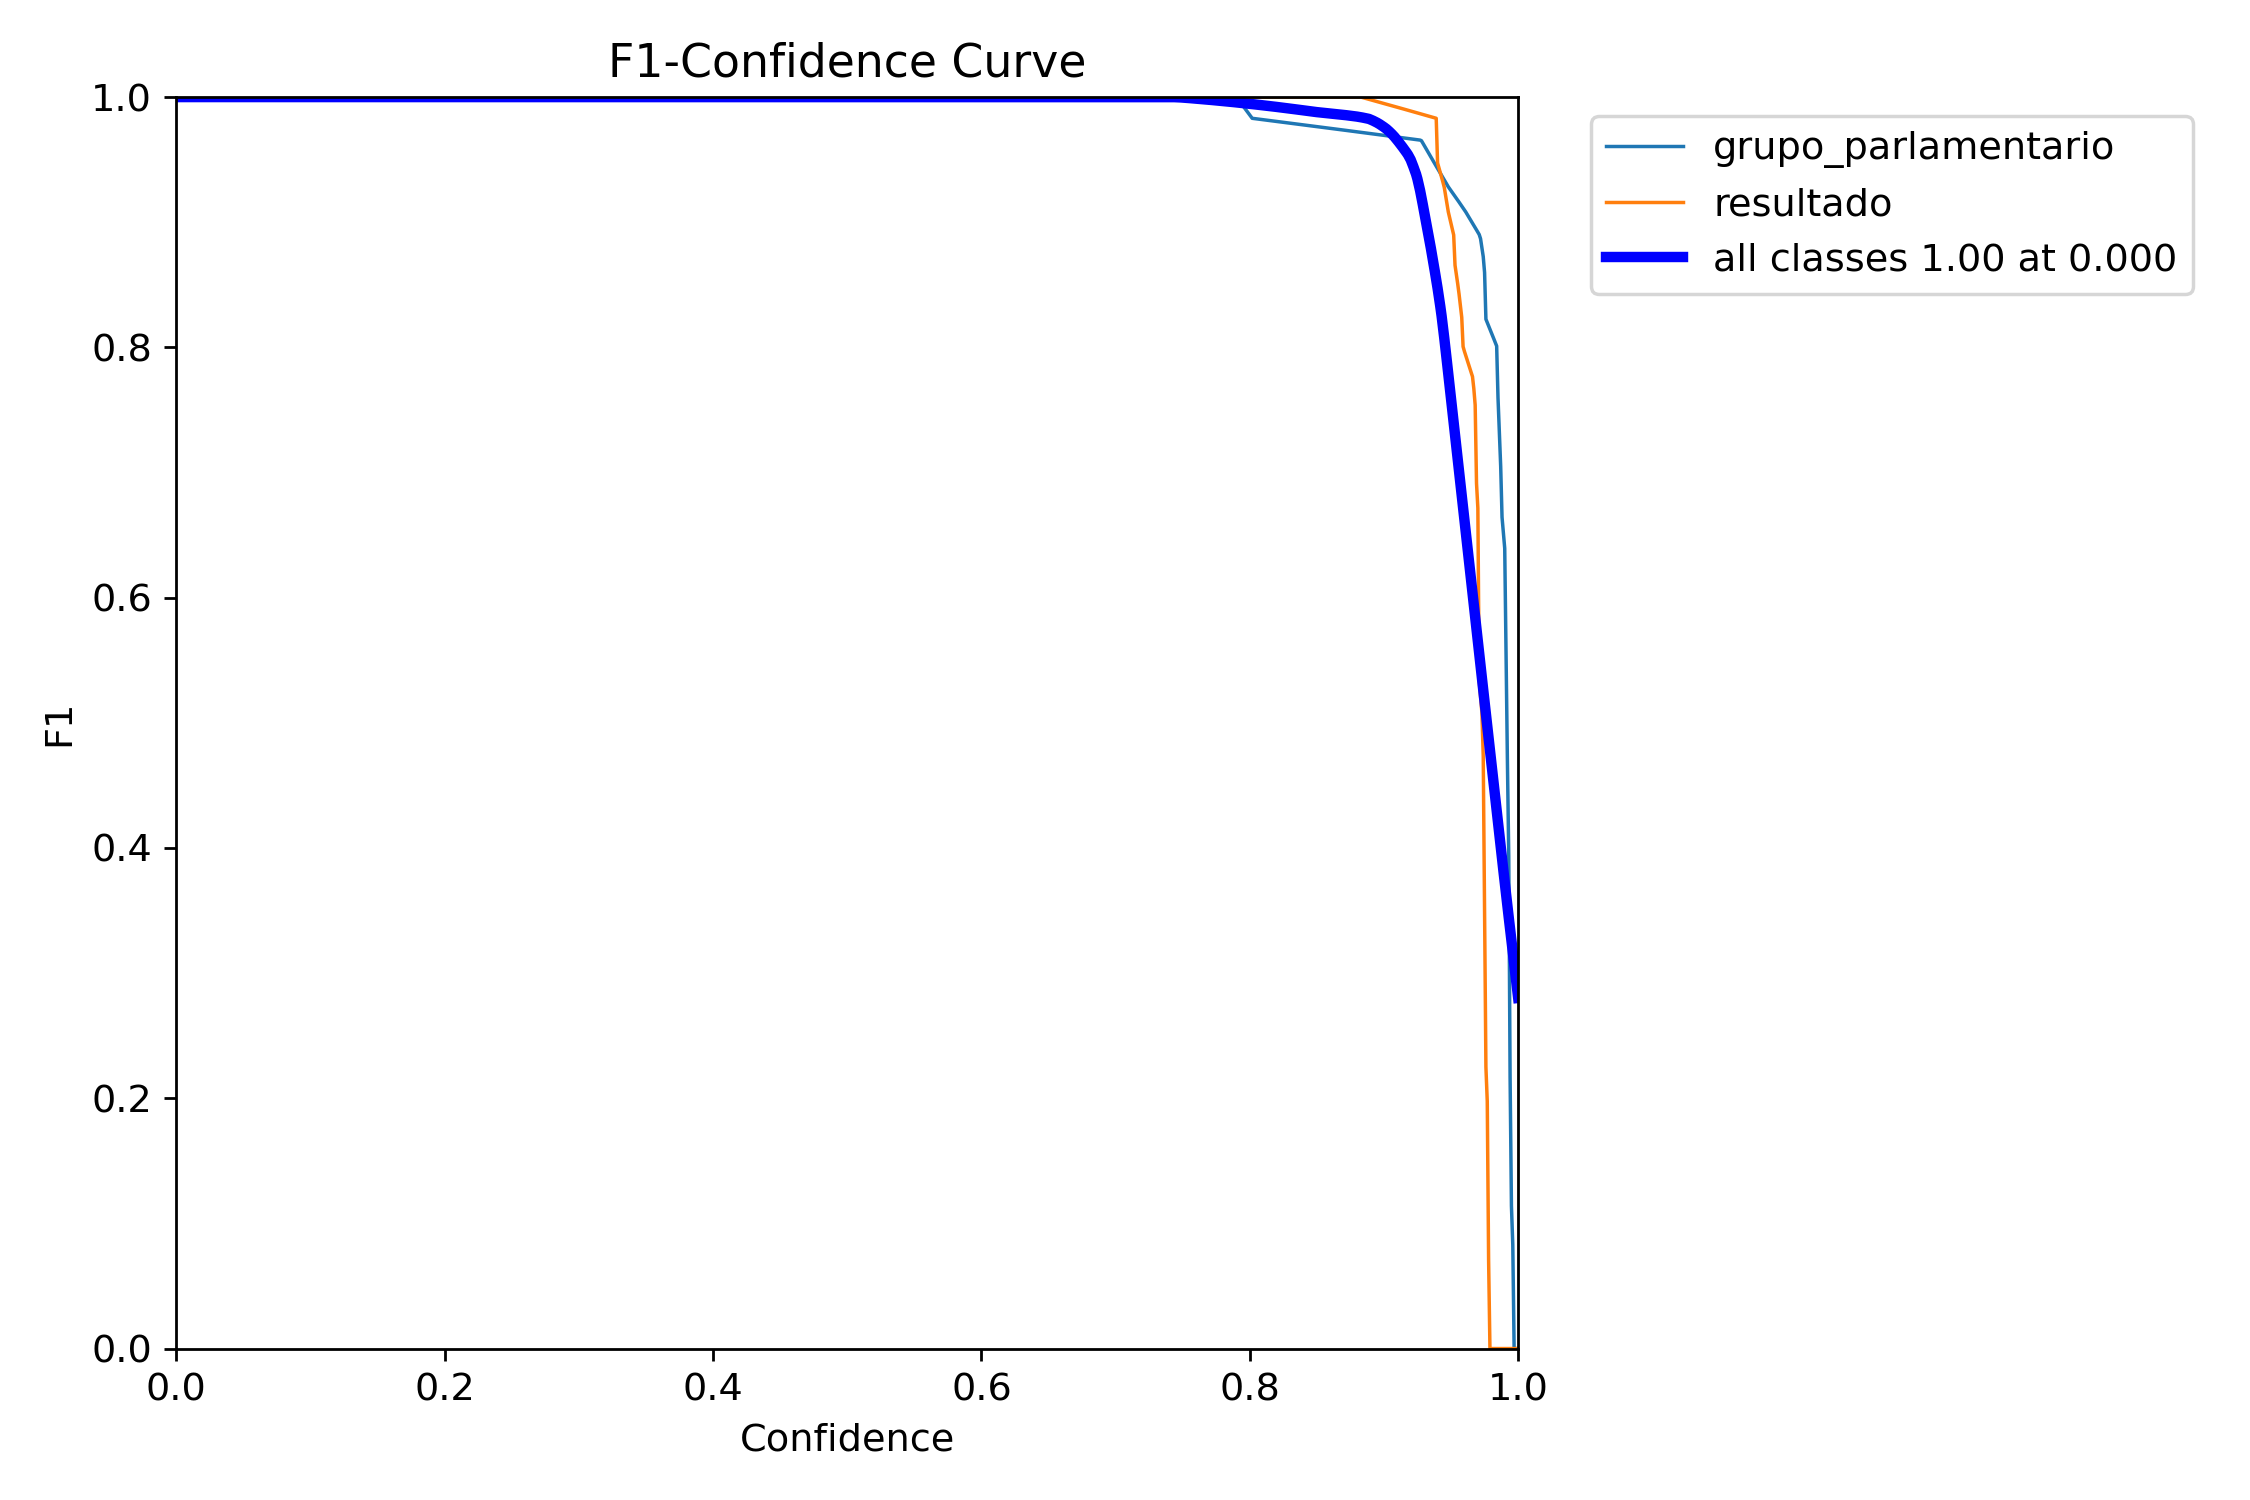 F1-Confidence Curve
1.0
0.8
0.6
0.4
0.2
0.0
F1
0.0 0.2 0.4 0.6 0.8 1.0
Confidence
grupo_parlamentario
resultado
all classes 1.00 at 0.000